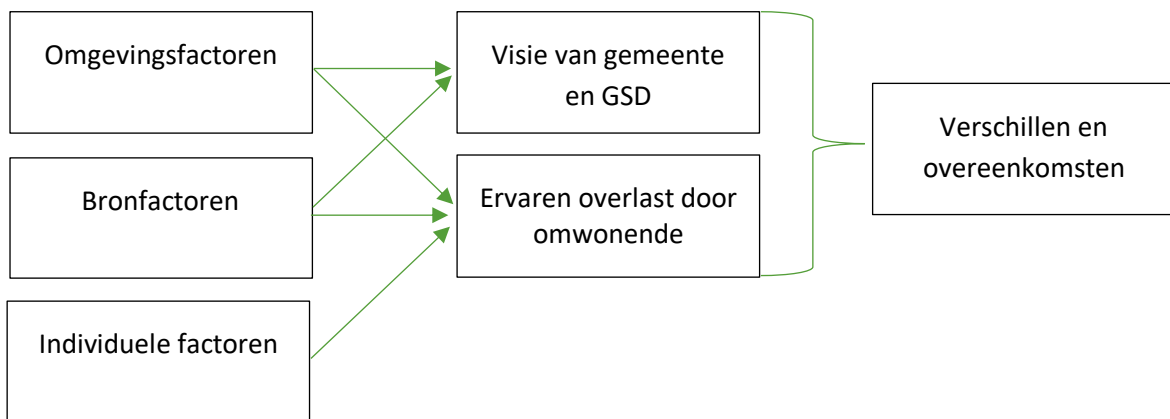 Omgevingsfactoren
Bronfactoren
Individuele factoren
Visie van gemeente
en GSD
Ervaren overlast door
omwonende
Verschillen en
overeenkomsten